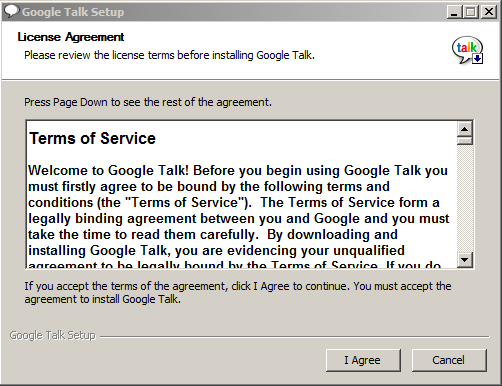 Google Talk Setup
License Agreement
Please review the license terms before installing Google Talk.
talk
Press Page Down to see the rest of the agreement.
Terms of Service
Welcome to Google Talk! Before you begin using Google Talk you
must firstly agree to be bound by the following terms and
conditions (the "Terms of Service").  The Terms of Service form a
legally binding agreement between you and Google and you must
take the time to read them carefully.  By downloading and
installing Google Talk, you are evidencing your unqualified
agreement to be legally bound by the Terms of Service. If you do
If you accept the terms of the agreement, click I Agree to continue. You must accept the
agreement to install Google Talk.
Google Talk Setup
I Agree
Cancel